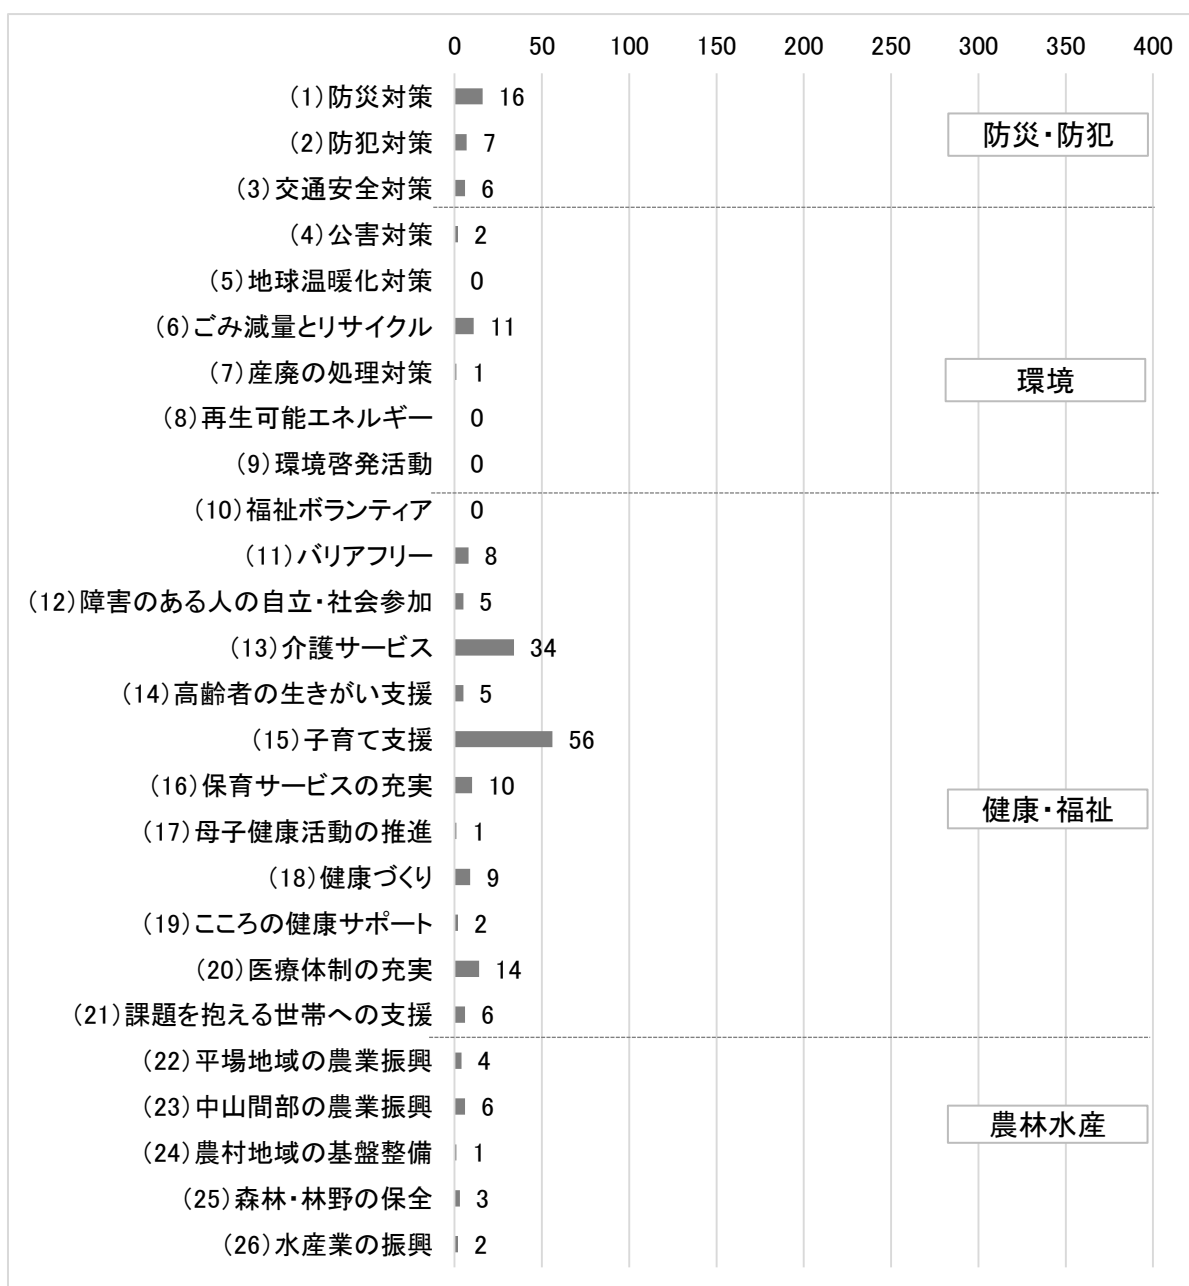 0 50 100 150 200 250 300 350 400
(1)防災対策 16
(2)防犯対策 7
防災・防犯
(3)交通安全対策 6
(4)公害対策 2
(5)地球温暖化対策 0
(6)ごみ減量とリサイクル 11
(7)産廃の処理対策 1
環境
(8)再生可能エネルギー 0
(9)環境啓発活動 0
(10)福祉ボランティア 0
(11)バリアフリー 8
(12)障害のある人の自立・社会参加 5
(13)介護サービス 34
(14)高齢者の生きがい支援 5
(15)子育て支援 56
(16)保育サービスの充実 10
健康・福祉
(17)母子健康活動の推進 1
(18)健康づくり 9
(19)こころの健康サポート 2
(20)医療体制の充実 14
(21)課題を抱える世帯への支援 6
(22)平場地域の農業振興 4
(23)中山間部の農業振興 6
農林水産
(24)農村地域の基盤整備 1
(25)森林・林野の保全 3
(26)水産業の振興 2